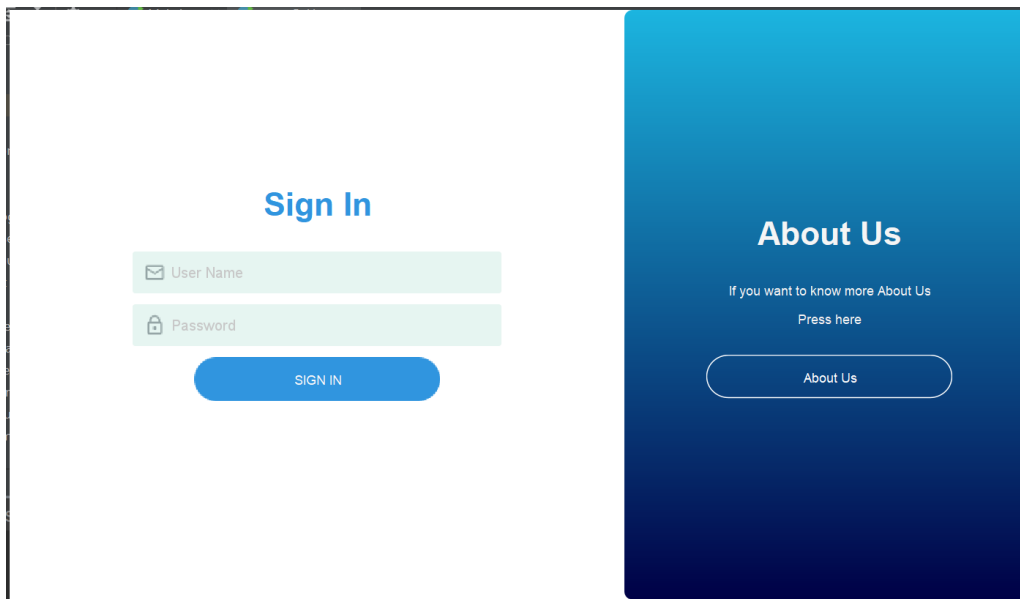 Sign In
User Name
Password
SIGN IN
About Us
If you want to know more About Us
Press here
About Us